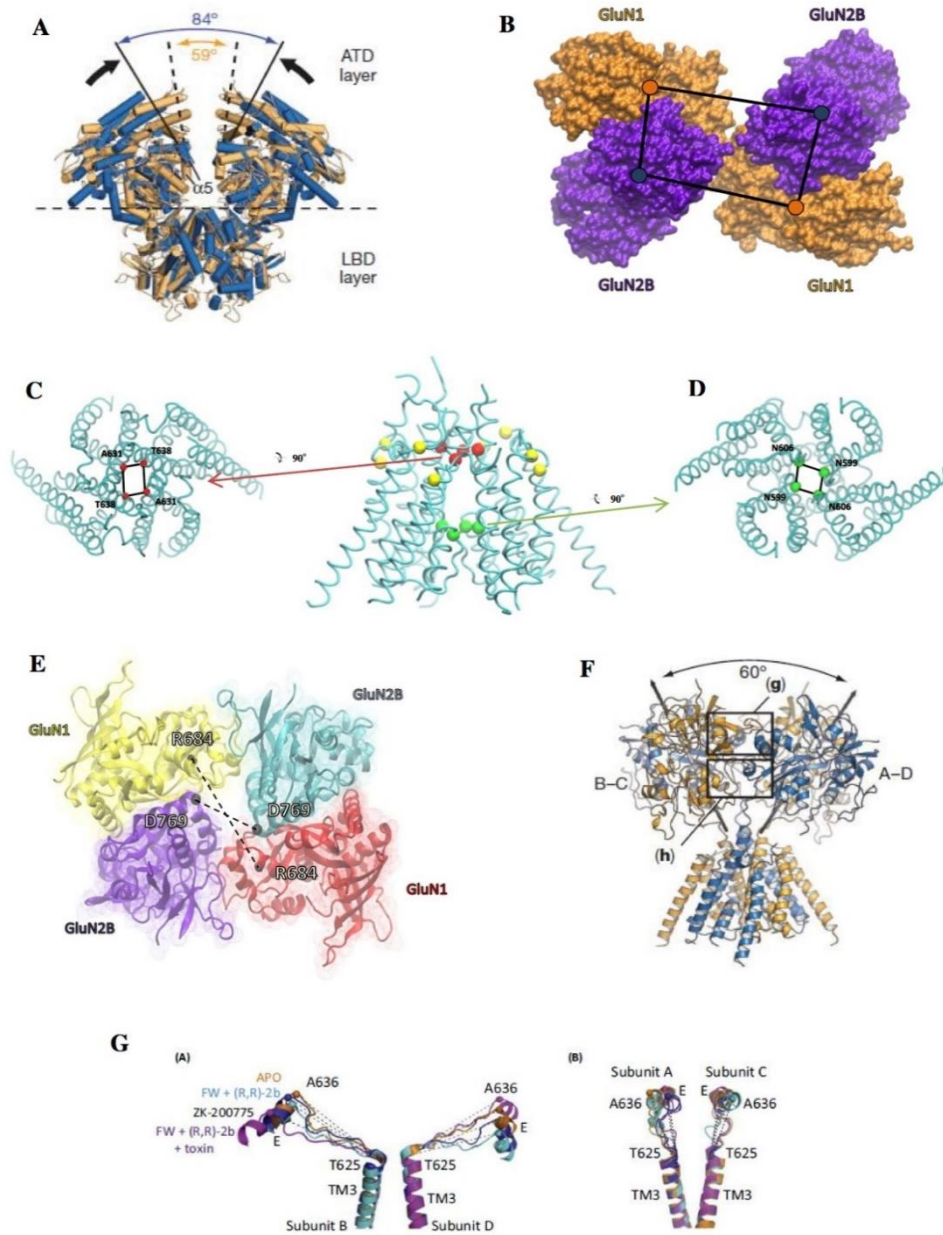 A
84°
59°
ATD
layer
α5
LBD
layer
B
GluN1
GluN2B
GluN2B
GluN1
C
A631
T638
T638
A631
90°
90°
D
N606
N599
N599
N606
E
GluN1
GluN2B
R684
D769
D769
R684
GluN1
GluN2B
F
60°
(g)
B–C
A–D
(h)
G
(A)
APO
FW + (R,R)-2b
ZK-200775
FW + (R,R)-2b
+ toxin
E
A636
T625
TM3
Subunit B
A636
E
T625
TM3
Subunit D
(B)
Subunit A
Subunit C
E
E
A636
A636
T625
T625
TM3
TM3